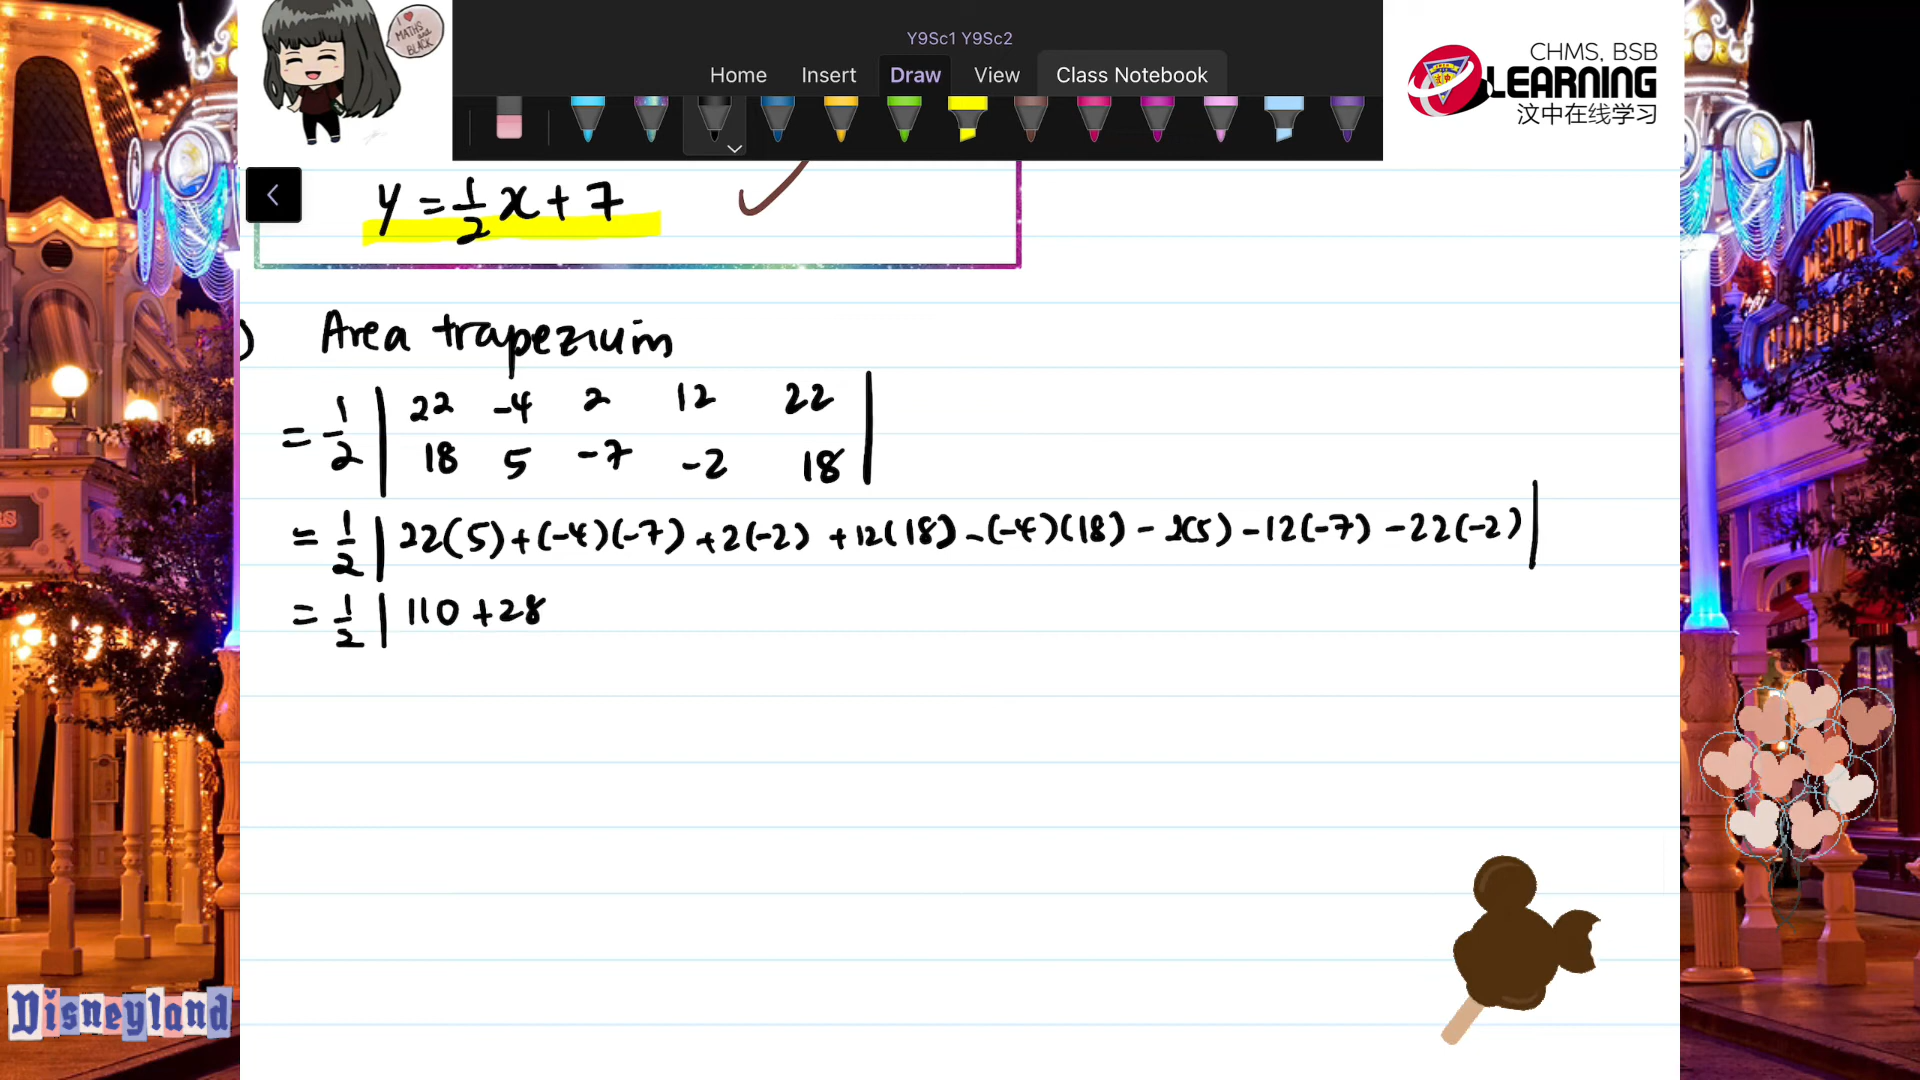 I ♥ MATHS and BLACK
Y9Sc1 Y9Sc2
Home Insert Draw View Class Notebook
CHMS, BSB
LEARNING
汶中在线学习
y = 1/2 x + 7
) Area trapezium
= 1/2 | 22 -4 2 12 22 |
18 5 -7 -2 18
= 1/2 | 22(5) + (-4)(-7) + 2(-2) + 12(18) - (-4)(18) - 2(5) - 12(-7) - 22(-2) |
= 1/2 | 110 + 28
Disneyland